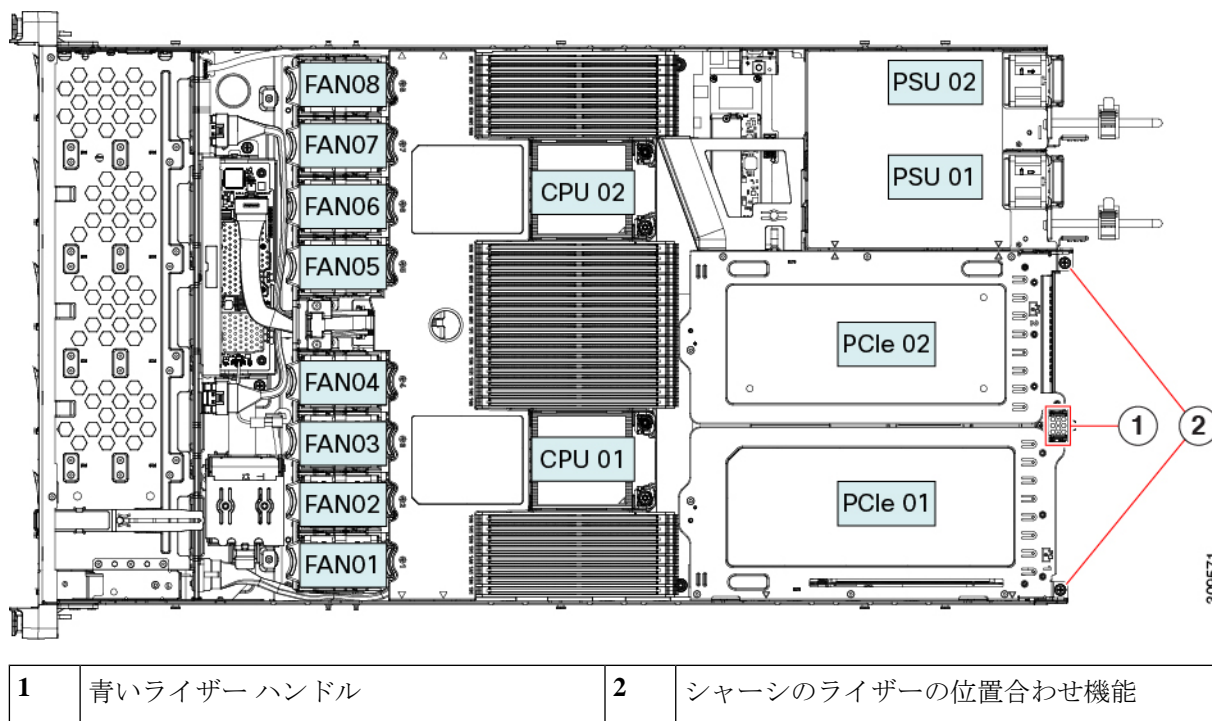 FAN08
PSU 02
FAN07
PSU 01
FAN06
CPU 02
FAN05
PCIe 02
FAN04
1
2
FAN03
CPU 01
FAN02
PCIe 01
FAN01
1 青いライザー ハンドル 2 シャーシのライザーの位置合わせ機能